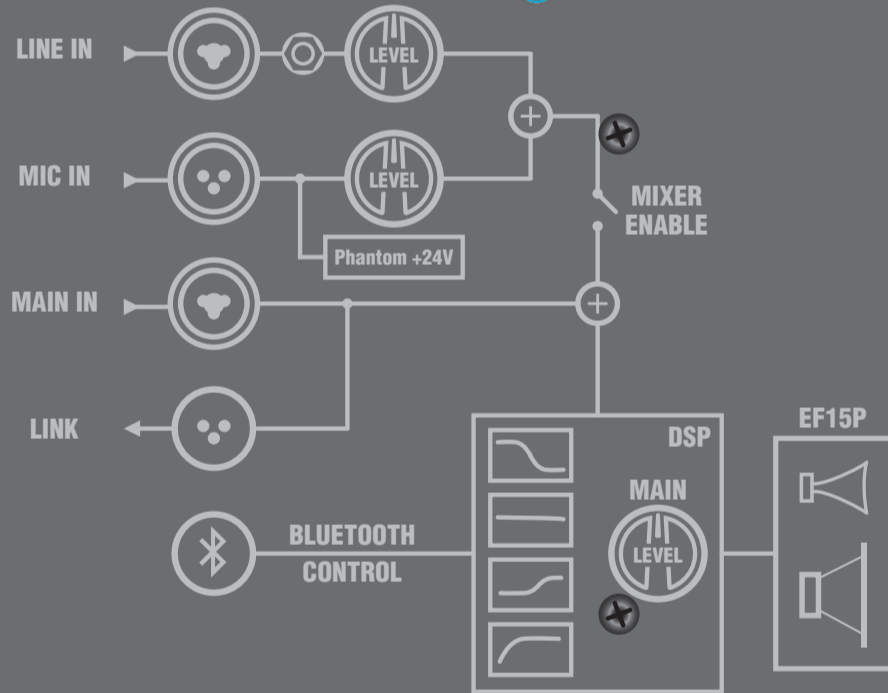 LINE IN
LEVEL
MIC IN
LEVEL
MIXER
ENABLE
Phantom +24V
MAIN IN
LINK
EF15P
DSP
MAIN
LEVEL
BLUETOOTH
CONTROL